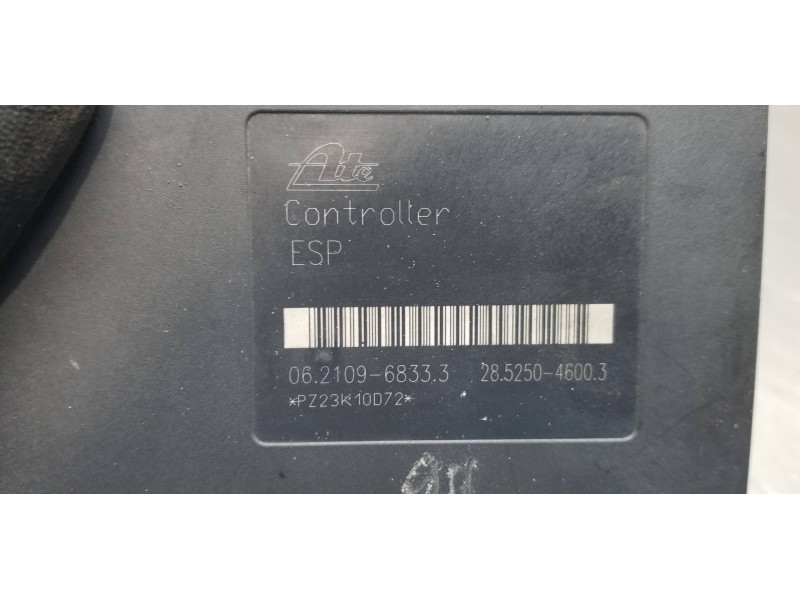 Ate
Controller
ESP
06.2109-6833.3 28.5250-4600.3
*PZ23K10D72*